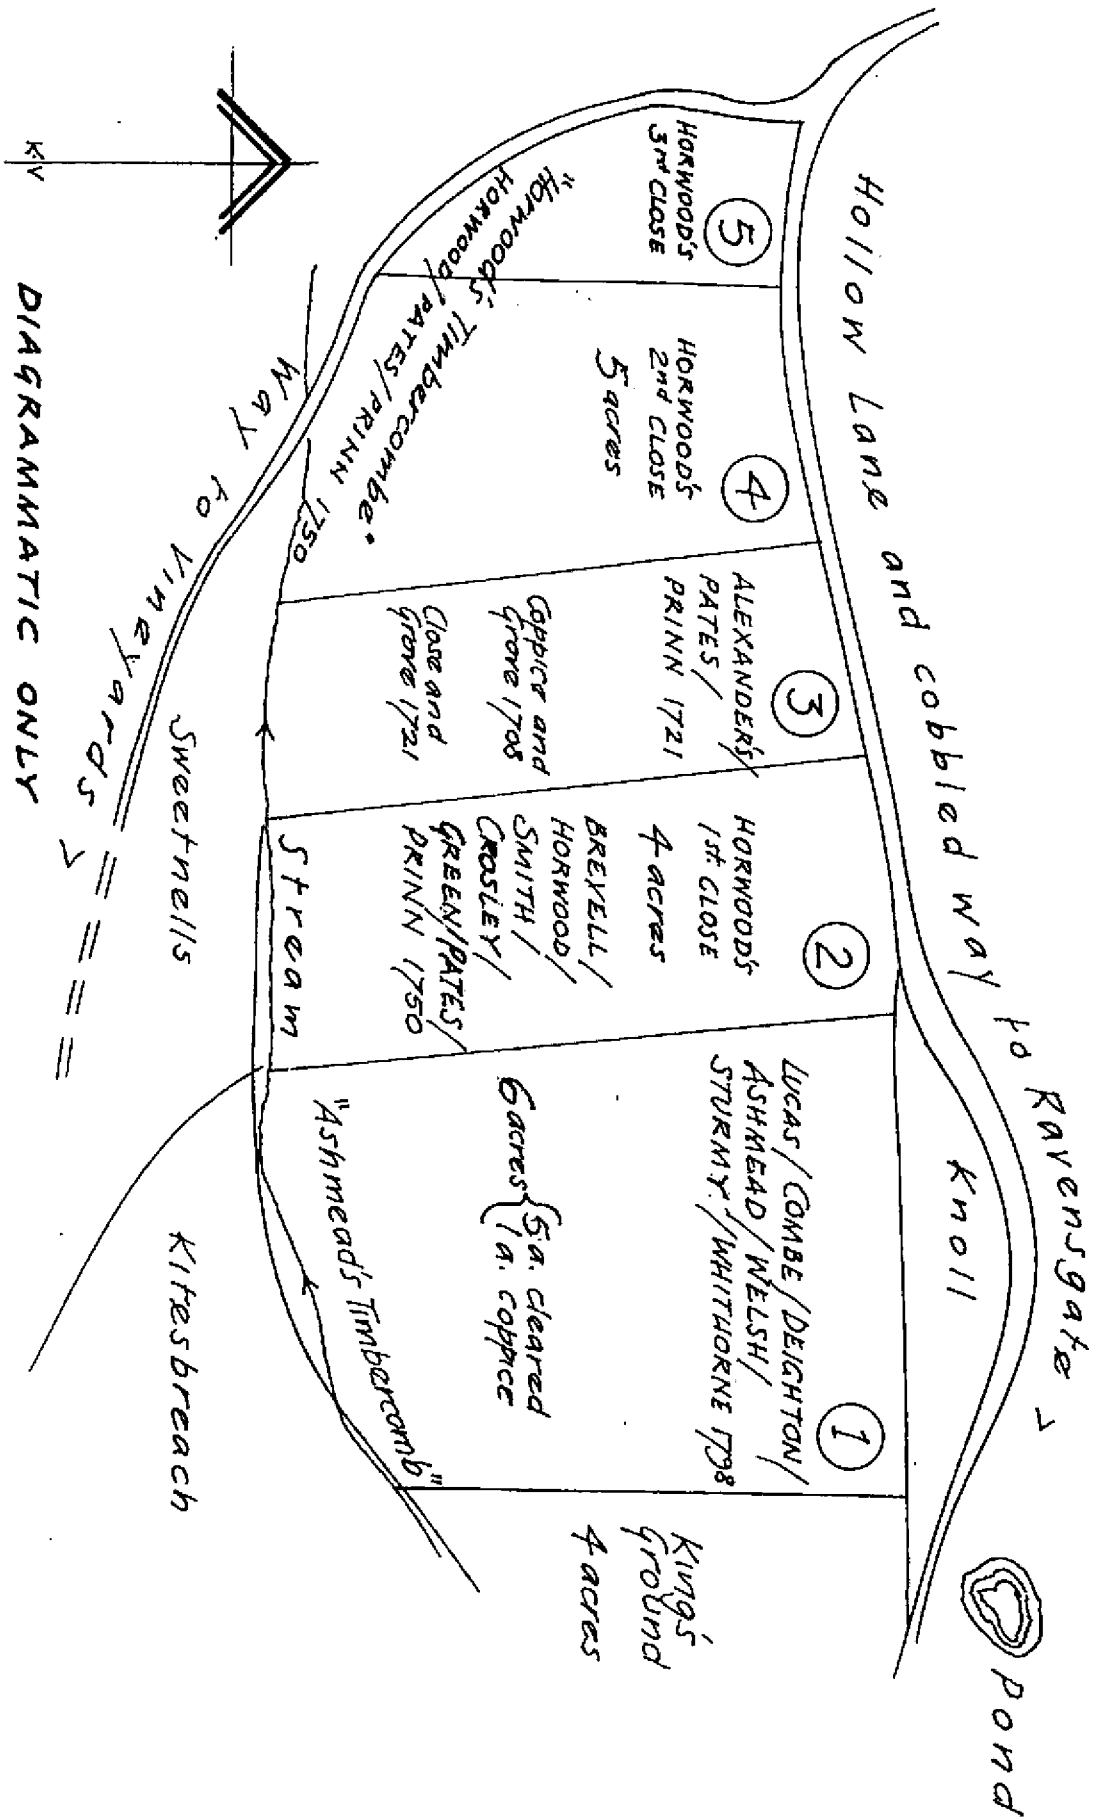 Hollow Lane and cobbled way to Ravensgate >
Pond
Knoll
5
HORWOOD'S
3rd CLOSE
4
HORWOOD'S
2nd CLOSE
5 acres
"Horwood's Timbercombe"
HORWOOD/PATES/PRINN 1750
3
ALEXANDER'S/
PATES/
PRINN 1721
Coppice and
Grove 1708
Close and
Grove 1721
2
HORWOOD'S
1st CLOSE
4 acres
BREVELL/
HORWOOD/
SMITH/
CROSLEY/
GREEN/PATES/
PRINN 1750
1
LUCAS/COMBE/DEIGHTON/
ASHMEAD/WELSH/
STURMY/WHITHORNE 1798
6 acres { 5a. cleared
1 a. coppice
"Ashmead's Timbercomb"
King's
Ground
4 acres
Stream
Way to Vineyards >
Sweetnells
Kitesbreach
KV
DIAGRAMMATIC ONLY